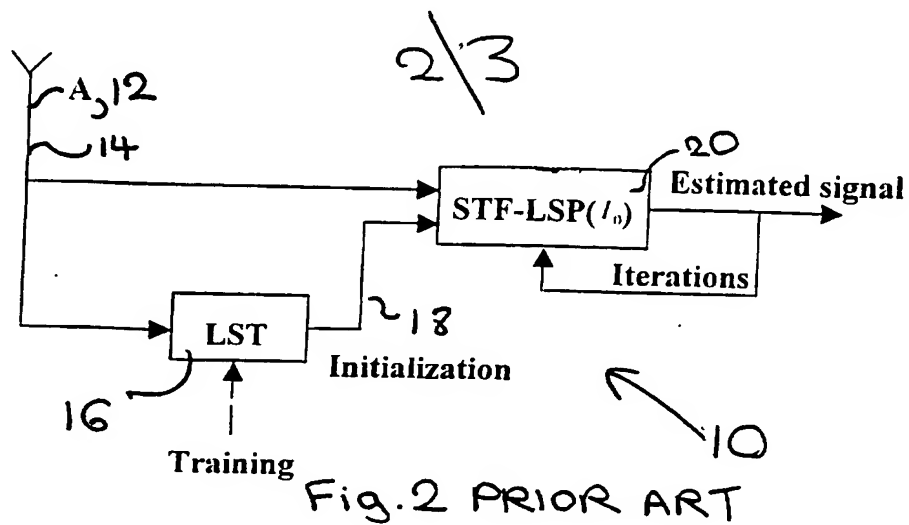 2/3
A, 12
14
20
Estimated signal
STF-LSP(I₀)
Iterations
LST
18
Initialization
16
10
Training
Fig.2 PRIOR ART